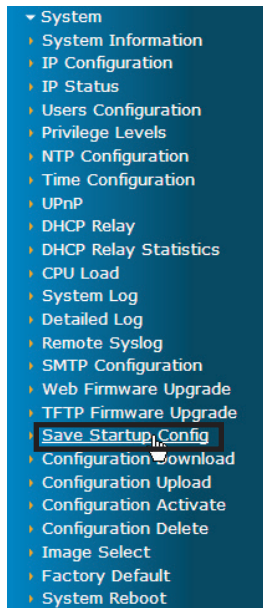 System
System Information
IP Configuration
IP Status
Users Configuration
Privilege Levels
NTP Configuration
Time Configuration
UPnP
DHCP Relay
DHCP Relay Statistics
CPU Load
System Log
Detailed Log
Remote Syslog
SMTP Configuration
Web Firmware Upgrade
TFTP Firmware Upgrade
Save Startup Config
Configuration Download
Configuration Upload
Configuration Activate
Configuration Delete
Image Select
Factory Default
System Reboot